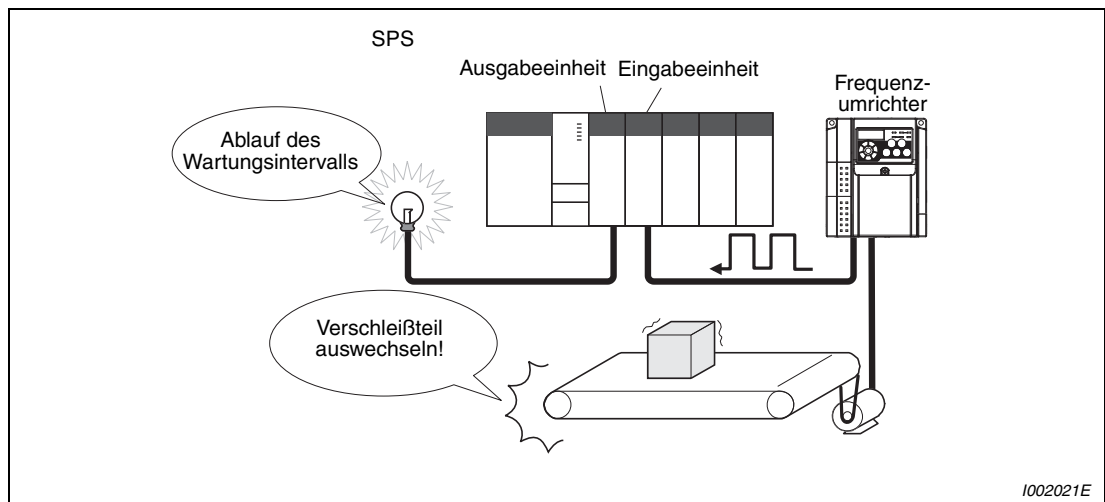 SPS
Ausgabeeinheit Eingabeeinheit
Frequenz-
umrichter
Ablauf des
Wartungsintervalls
Verschleißteil
auswechseln!
I002021E